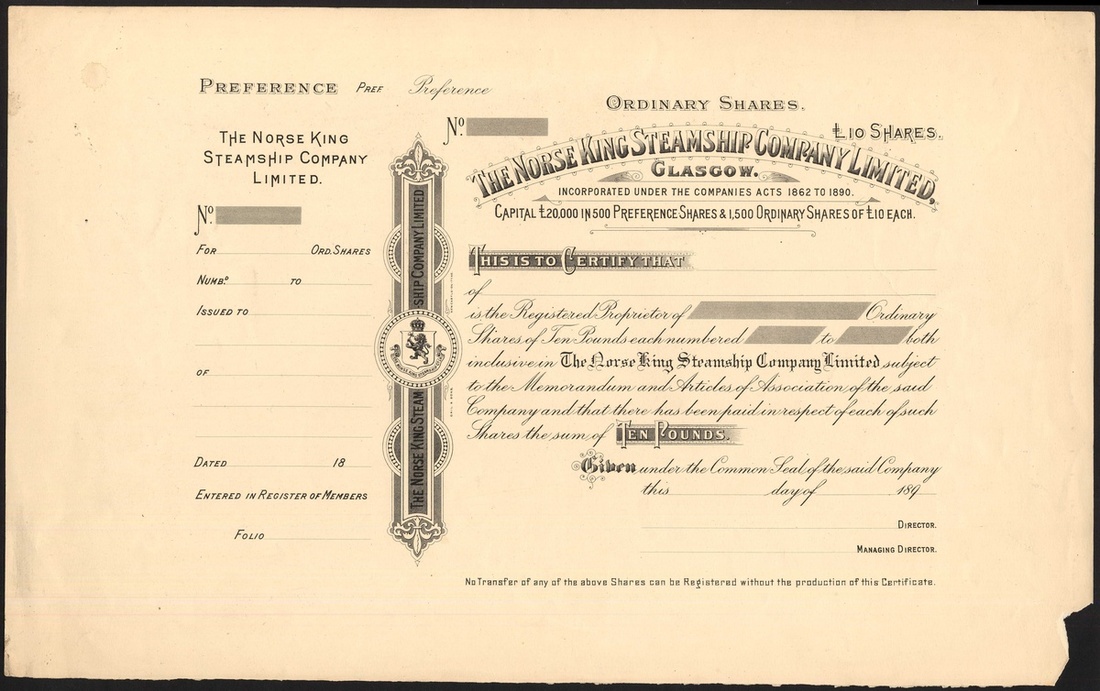 PREFERENCE PREF Preference
THE NORSE KING
STEAMSHIP COMPANY
LIMITED.
No.
FOR ORD. SHARES
NUMBD. TO
ISSUED TO
OF
DATED 18
ENTERED IN REGISTER OF MEMBERS
FOLIO
THE NORSE KING STEAM
SHIP COMPANY LIMITED
No.
ORDINARY SHARES.
£10 SHARES.
THE NORSE KING STEAMSHIP COMPANY LIMITED,
GLASGOW.
INCORPORATED UNDER THE COMPANIES ACTS 1862 TO 1890.
CAPITAL £20,000 IN 500 PREFERENCE SHARES & 1,500 ORDINARY SHARES OF £10 EACH.
THIS IS TO CERTIFY THAT
of
is the Registered Proprietor of Ordinary
Shares of Ten Pounds each numbered to both
inclusive in The Norse King Steamship Company Limited subject
to the Memorandum and Articles of Association of the said
Company and that there has been paid in respect of each of such
Shares the sum of TEN POUNDS.
Given under the Common Seal of the said Company
this day of 189
DIRECTOR.
MANAGING DIRECTOR.
No Transfer of any of the above Shares can be Registered without the production of this Certificate.